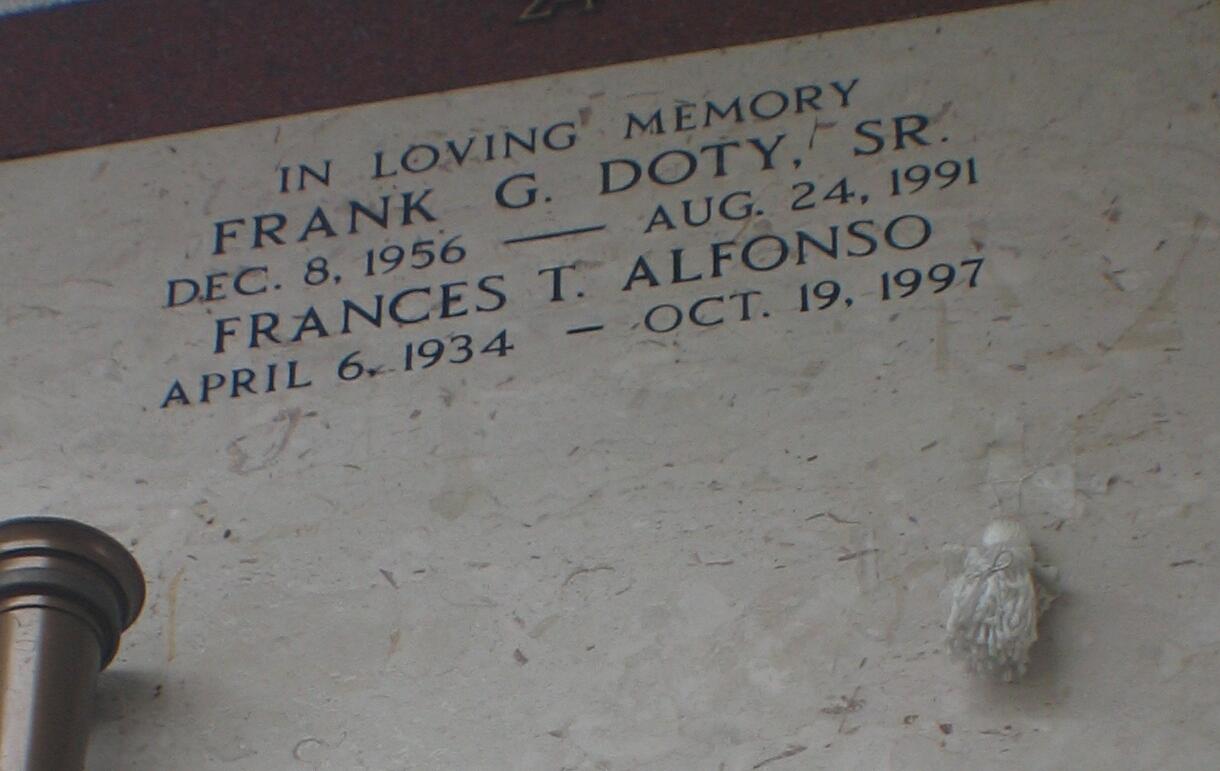 IN LOVING MEMORY
FRANK G. DOTY, SR.
DEC. 8, 1956 — AUG. 24, 1991
FRANCES T. ALFONSO
APRIL 6, 1934 — OCT. 19, 1997